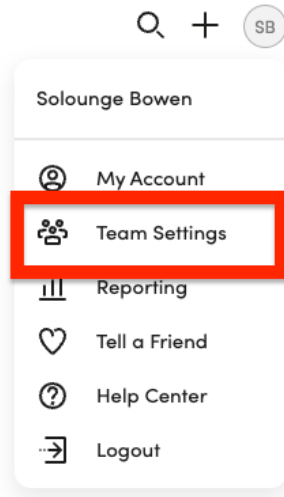 SB
Solounge Bowen
My Account
Team Settings
Reporting
Tell a Friend
Help Center
Logout